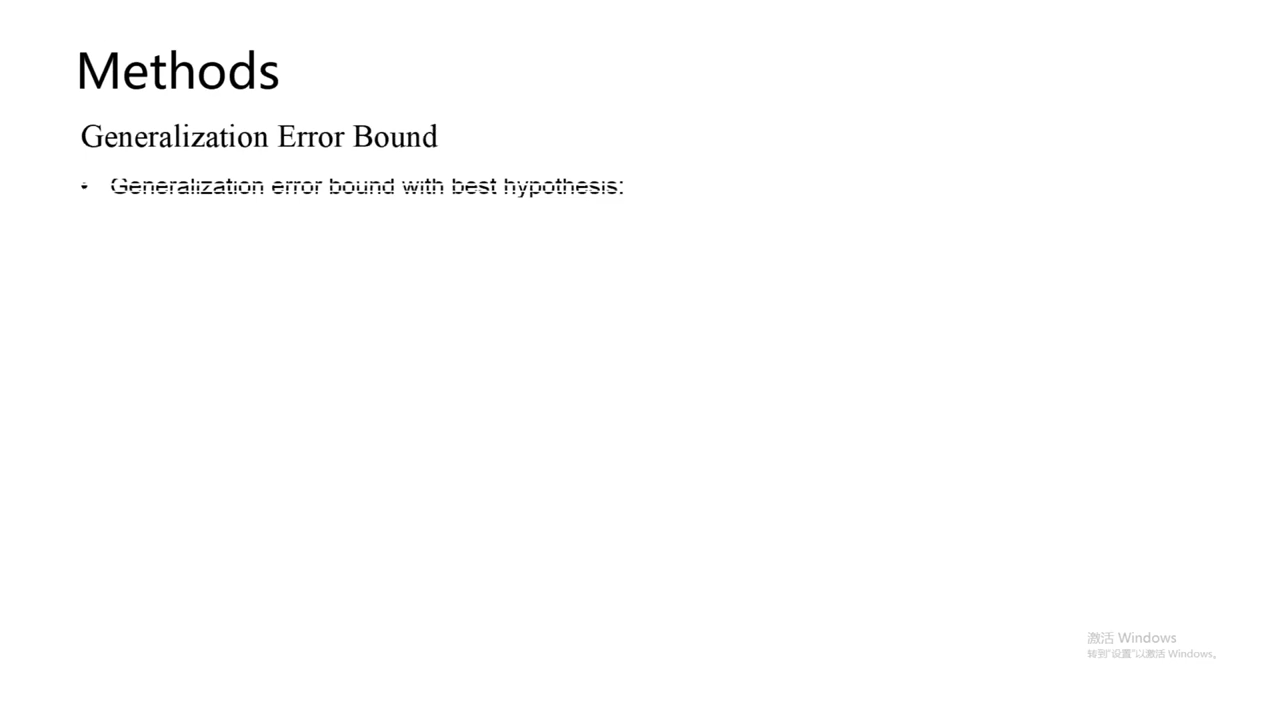 Methods
Generalization Error Bound
• Generalization error bound with best hypothesis:
激活 Windows
转到"设置"以激活 Windows。